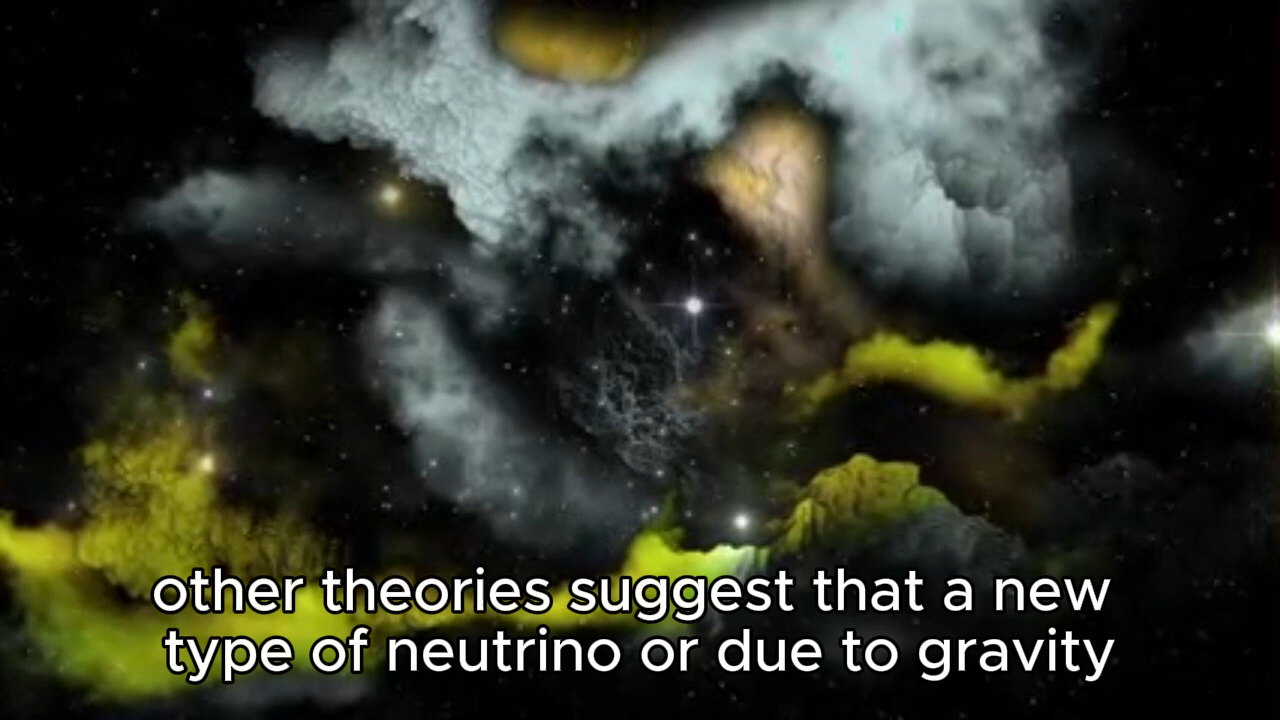 other theories suggest that a new
type of neutrino or due to gravity